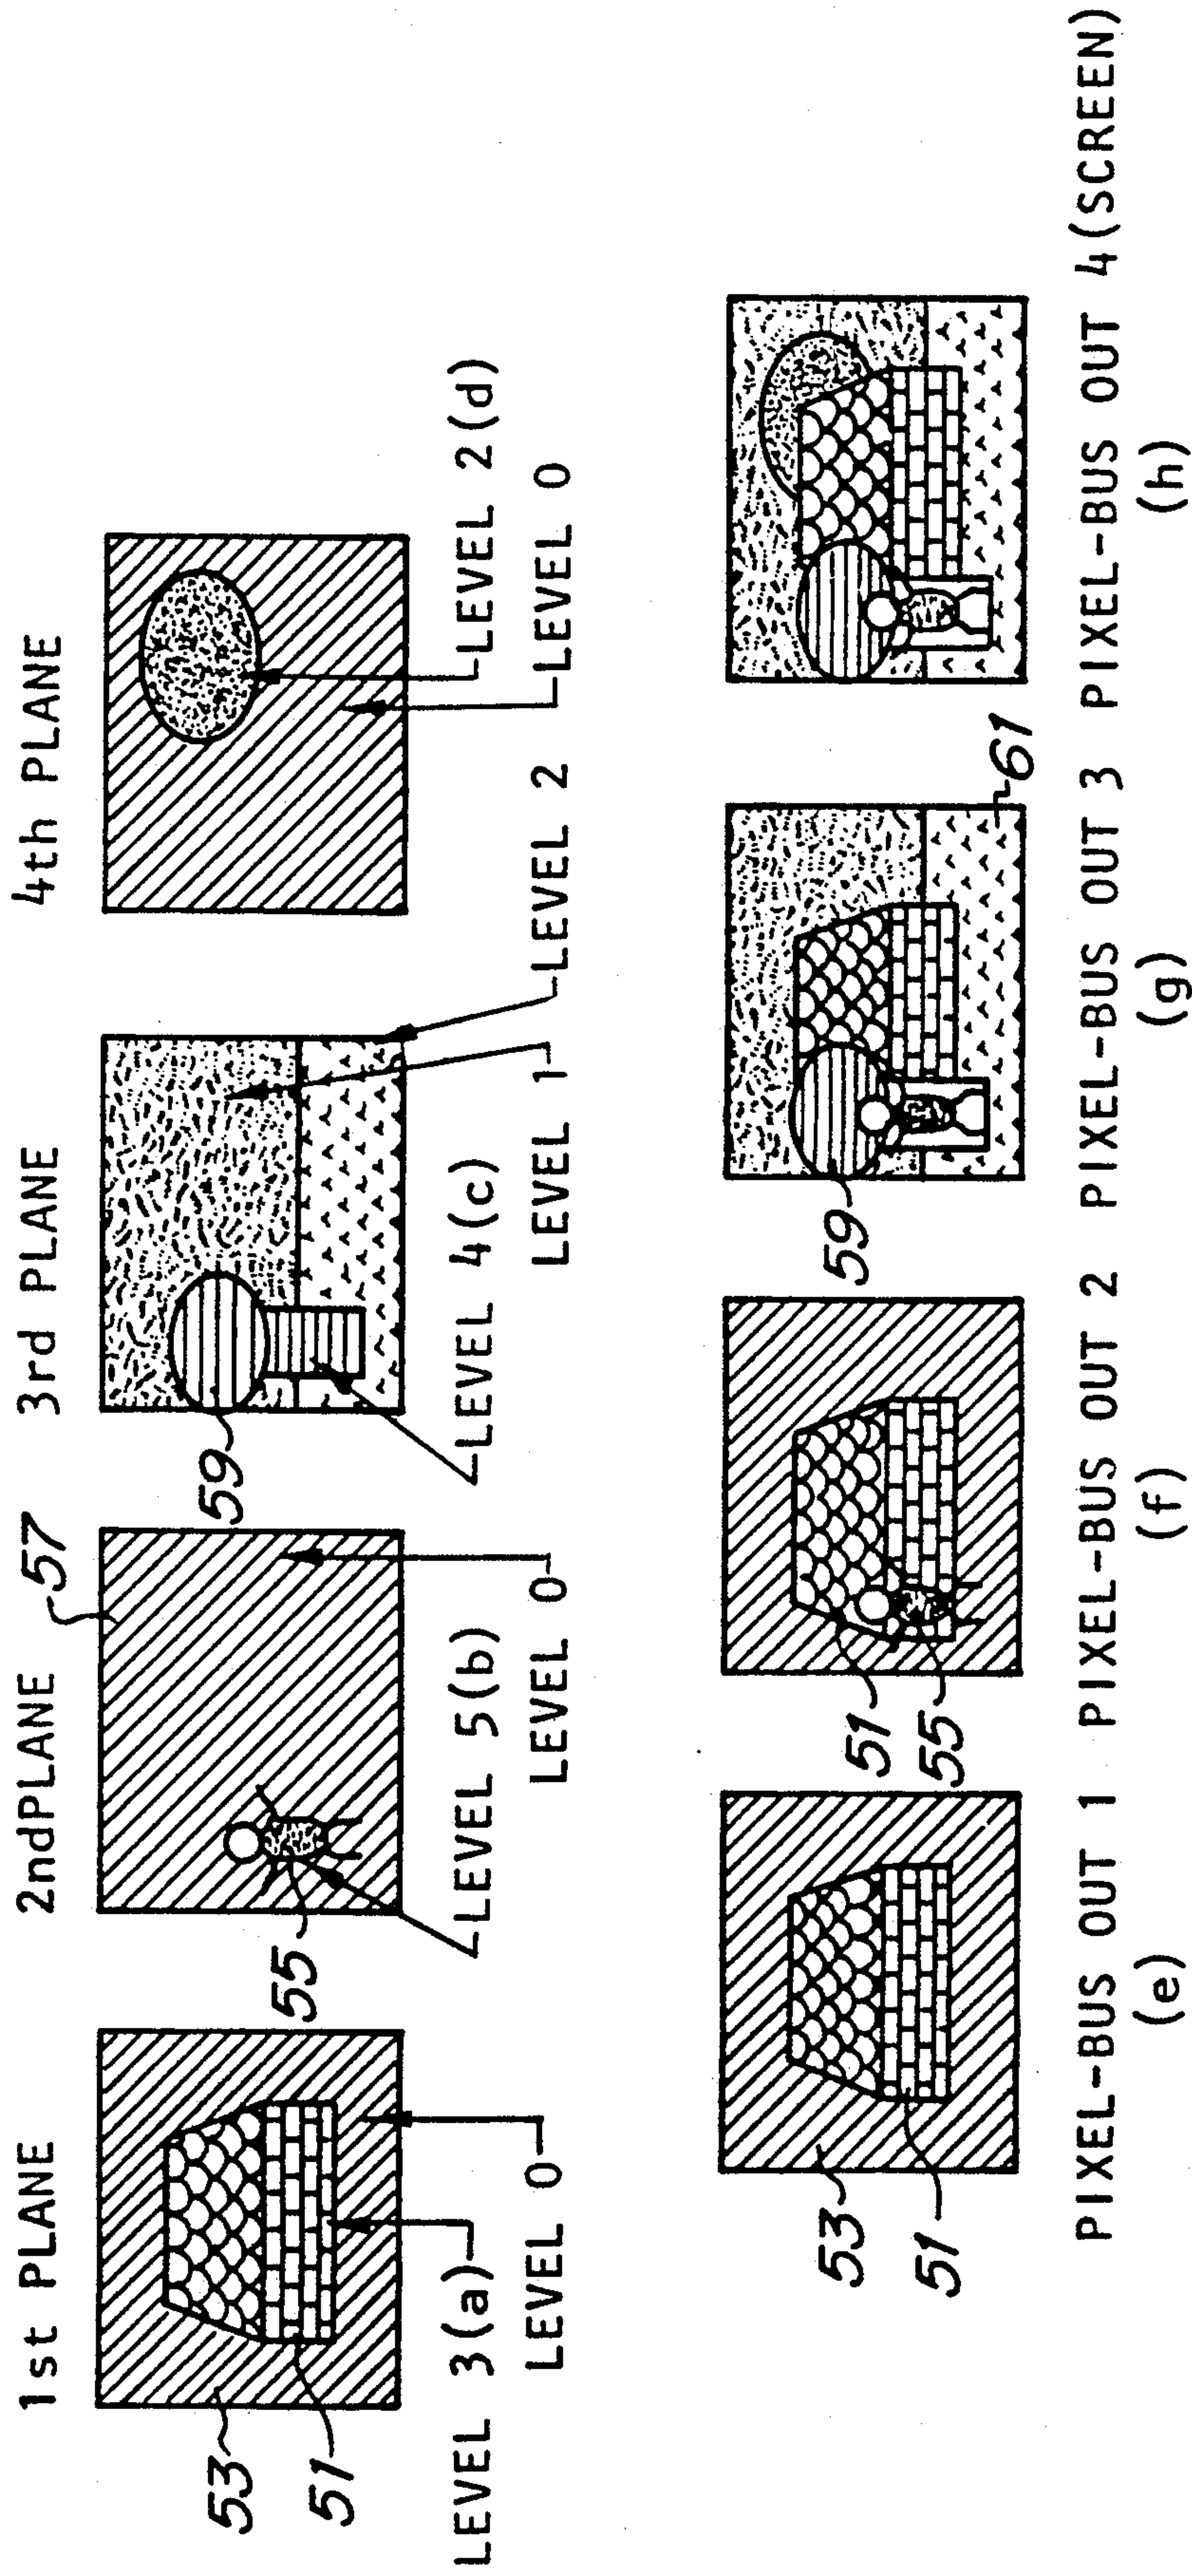 1st PLANE
2ndPLANE
3rd PLANE
4th PLANE
53
51
55
57
59
LEVEL 3(a)
LEVEL 0
LEVEL 5(b)
LEVEL 0
LEVEL 4(c)
LEVEL 1
LEVEL 2
LEVEL 2(d)
LEVEL 0
53
51
51
55
59
61
PIXEL-BUS OUT 1
(e)
PIXEL-BUS OUT 2
(f)
PIXEL-BUS OUT 3
(g)
PIXEL-BUS OUT 4(SCREEN)
(h)